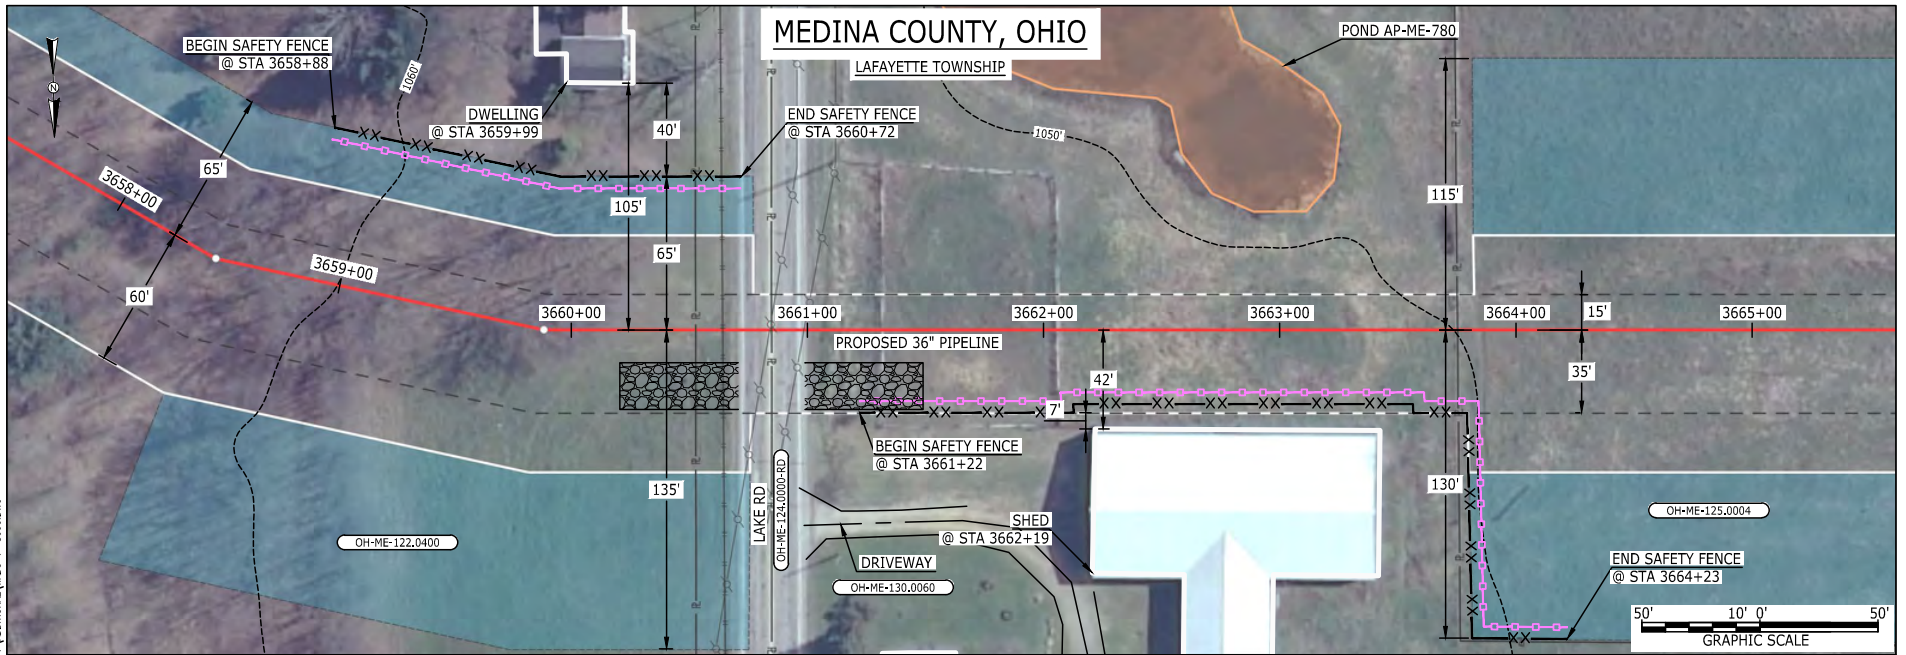 MEDINA COUNTY, OHIO
LAFAYETTE TOWNSHIP
BEGIN SAFETY FENCE
@ STA 3658+88
1060'
N
DWELLING
@ STA 3659+99
40'
END SAFETY FENCE
@ STA 3660+72
POND AP-ME-780
1050'
65'
3658+00
105'
65'
115'
60'
3659+00
3660+00
3661+00
3662+00
3663+00
3664+00
3665+00
15'
PROPOSED 36" PIPELINE
42'
35'
7'
BEGIN SAFETY FENCE
@ STA 3661+22
135'
130'
LAKE RD
OH-ME-124.0000-RD
OH-ME-122.0400
SHED
@ STA 3662+19
DRIVEWAY
OH-ME-130.0060
OH-ME-125.0004
END SAFETY FENCE
@ STA 3664+23
50' 10' 0' 50'
GRAPHIC SCALE